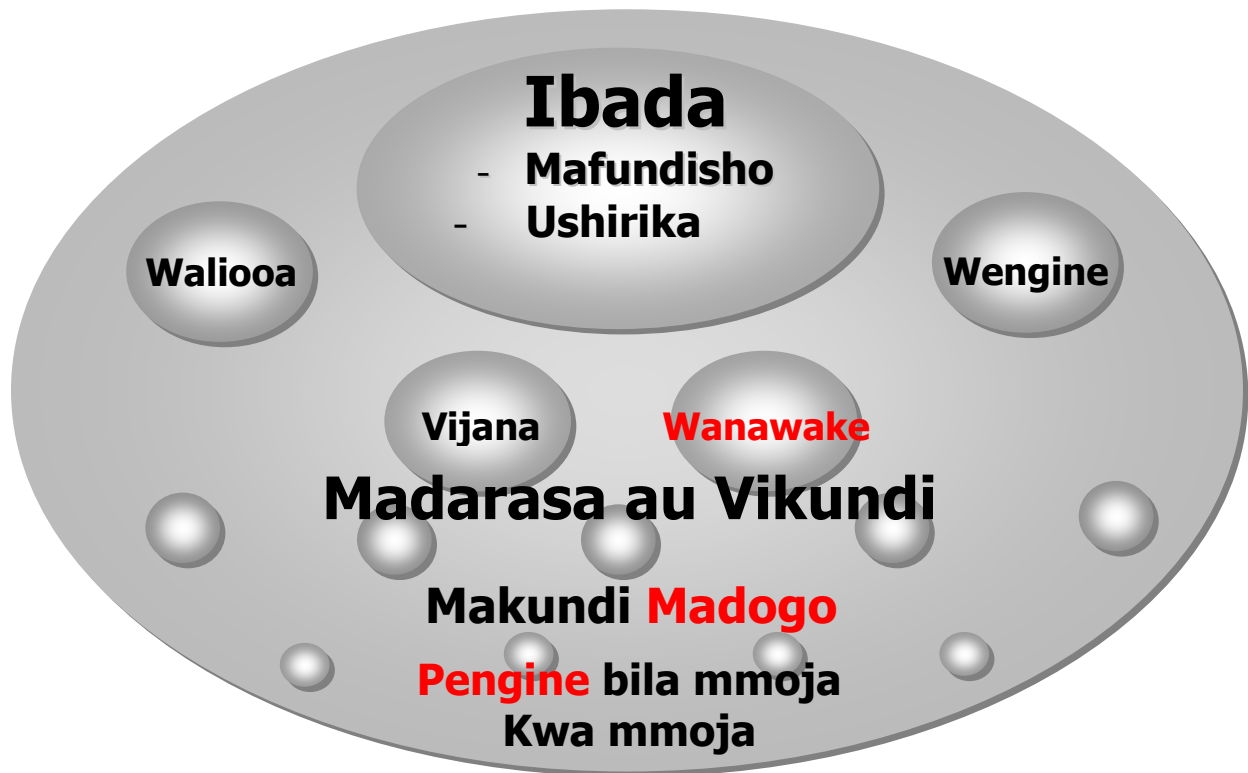 Ibada
- Mafundisho
- Ushirika
Waliooa
Wengine
Vijana
Wanawake
Madarasa au Vikundi
Makundi Madogo
Pengine bila mmoja
Kwa mmoja